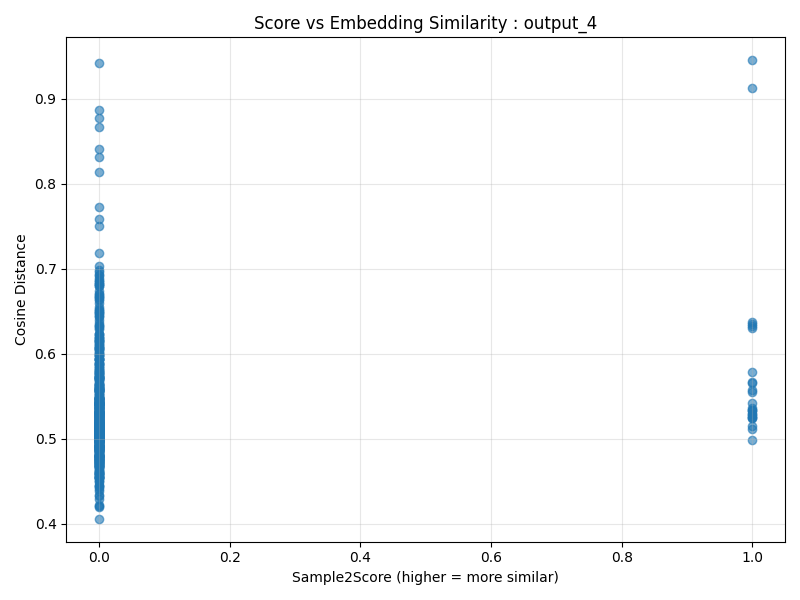 Score vs Embedding Similarity : output_4
Cosine Distance
0.9
0.8
0.7
0.6
0.5
0.4
0.0 0.2 0.4 0.6 0.8 1.0
Sample2Score (higher = more similar)